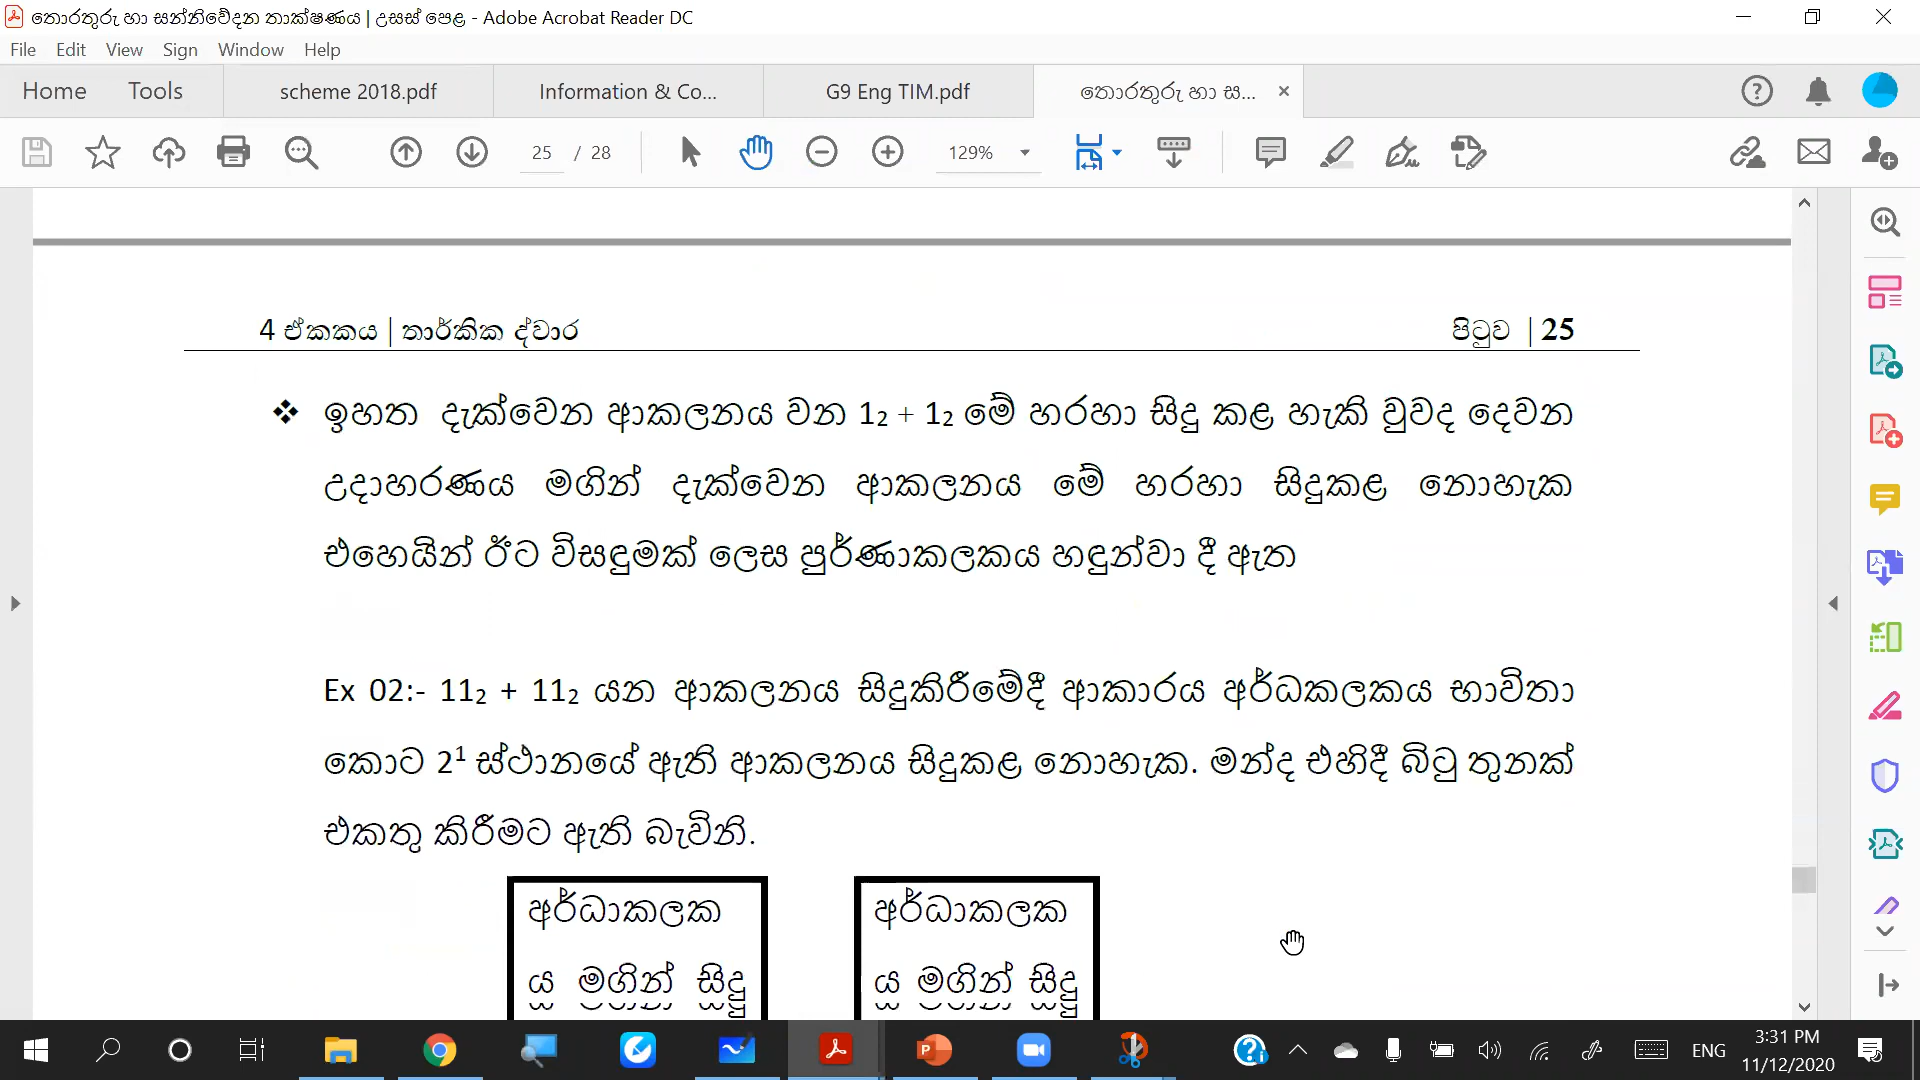 තොරතුරු හා සන්නිවේදන තාක්ෂණය | උසස් පෙළ - Adobe Acrobat Reader DC
File Edit View Sign Window Help
Home Tools scheme 2018.pdf Information & Co... G9 Eng TIM.pdf තොරතුරු හා ස... ×
25 / 28 129%
4 ඒකකය | තාර්කික ද්වාර පිටුව | 25
❖ ඉහත දැක්වෙන ආකලනය වන 1₂ + 1₂ මේ හරහා සිදු කළ හැකි වුවද දෙවන
උදාහරණය මගින් දැක්වෙන ආකලනය මේ හරහා සිදුකළ නොහැක
එහෙයින් ඊට විසඳුමක් ලෙස පුර්ණාකලකය හඳුන්වා දී ඇත
Ex 02:- 11₂ + 11₂ යන ආකලනය සිදුකිරීමේදී ආකාරය අර්ධකලකය භාවිතා
කොට 2¹ ස්ථානයේ ඇති ආකලනය සිදුකළ නොහැක. මන්ද එහිදී බිටු තුනක්
එකතු කිරීමට ඇති බැවිනි.
අර්ධාකලක
ය මගින් සිදු
අර්ධාකලක
ය මගින් සිදු
ENG
3:31 PM
11/12/2020